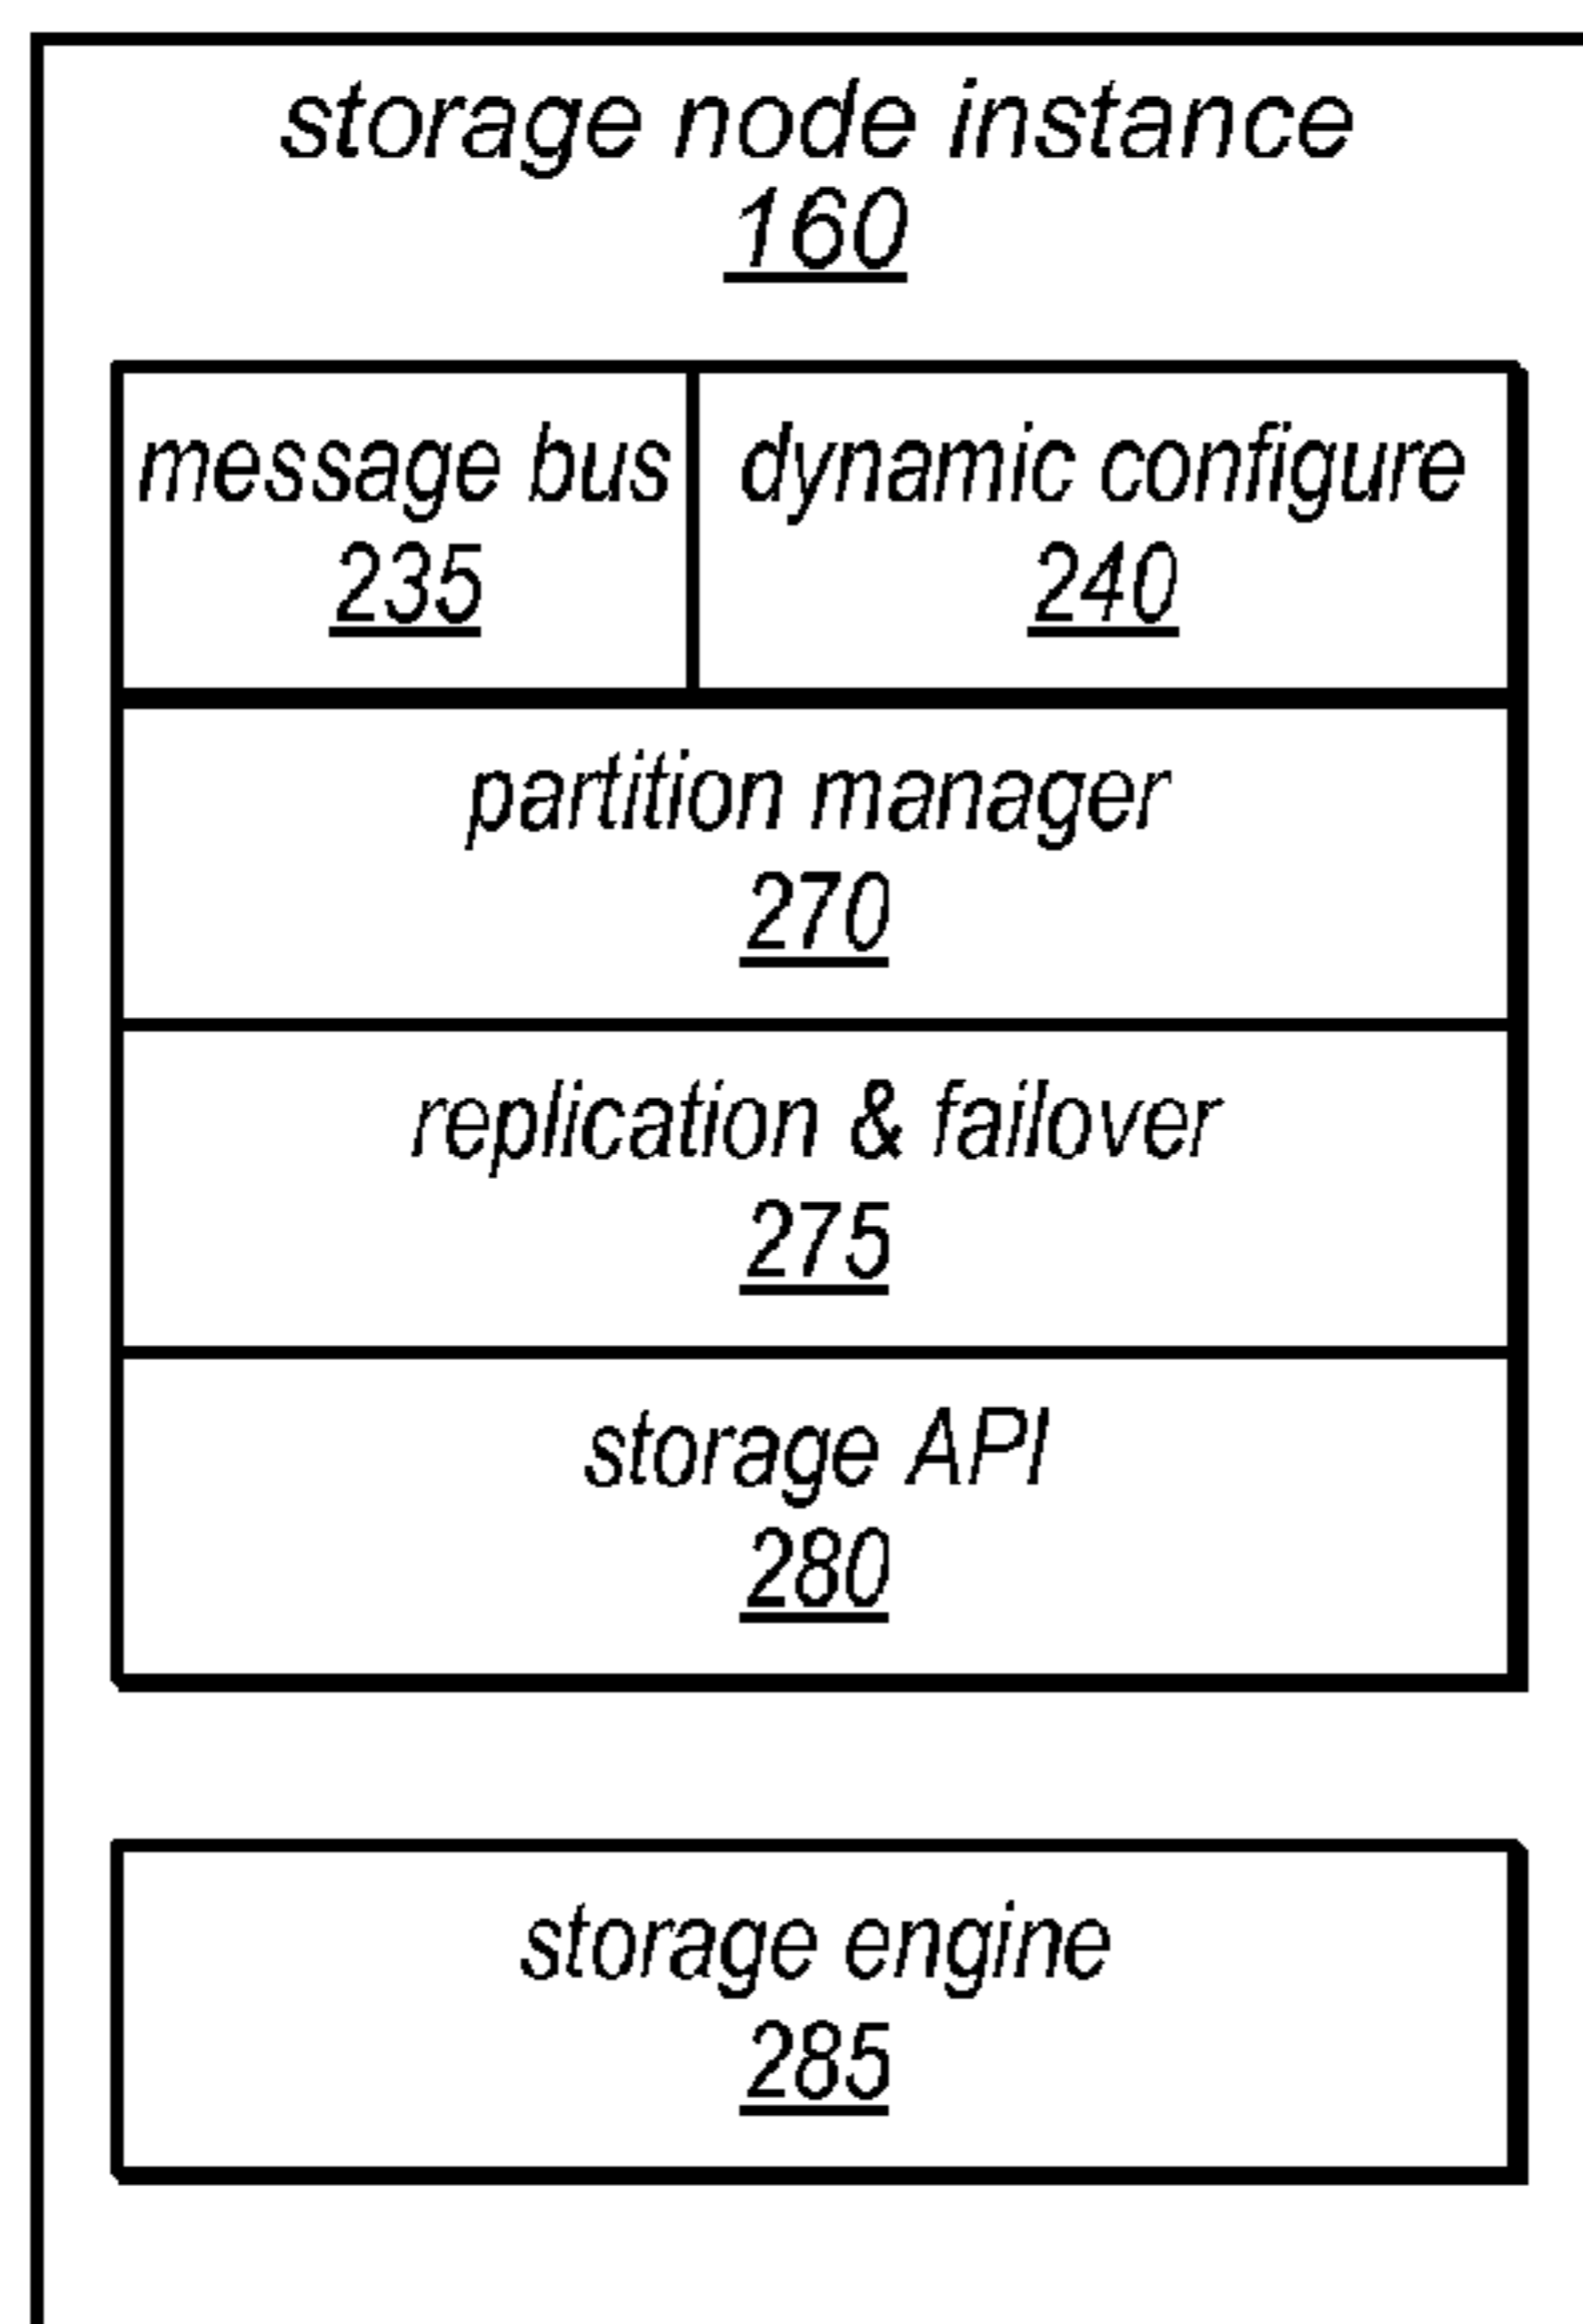 storage node instance
160
message bus
235
dynamic configure
240
partition manager
270
replication & failover
275
storage API
280
storage engine
285